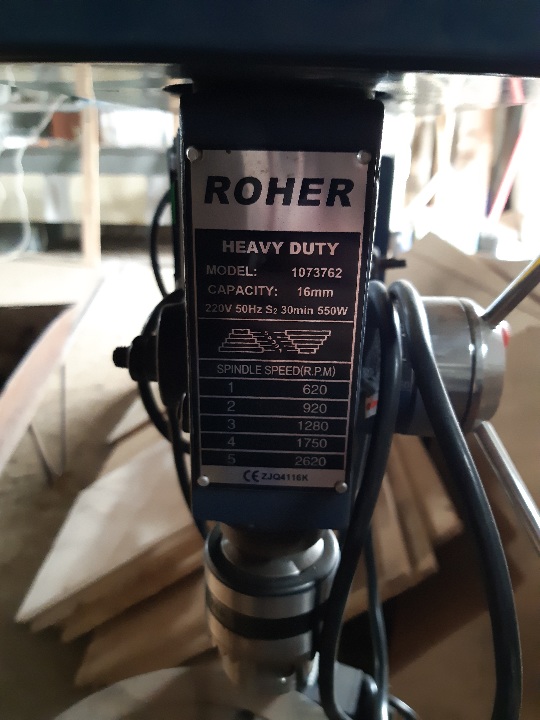 ROHER
HEAVY DUTY
MODEL: 1073762
CAPACITY: 16mm
220V 50Hz S₂ 30min 550W
SPINDLE SPEED(R.P.M)
1 620
2 920
3 1280
4 1750
5 2620
CE ZJQ4116K